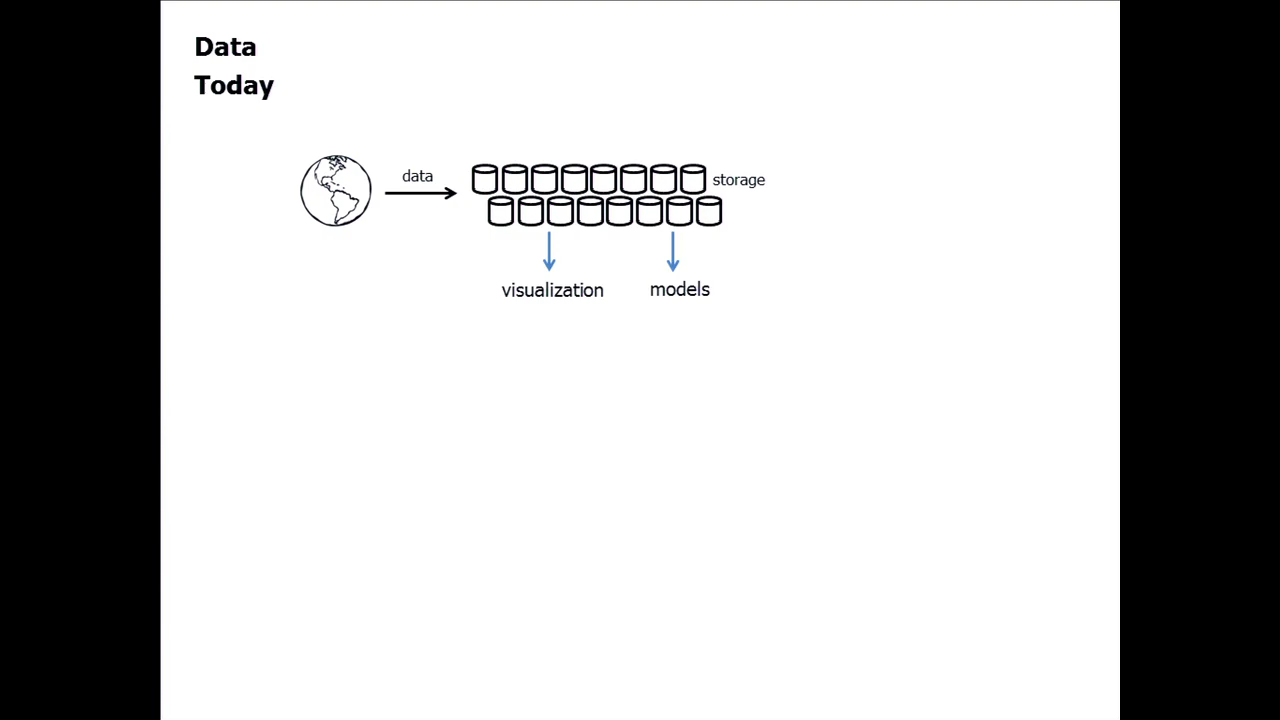 Data
Today
data
storage
visualization
models